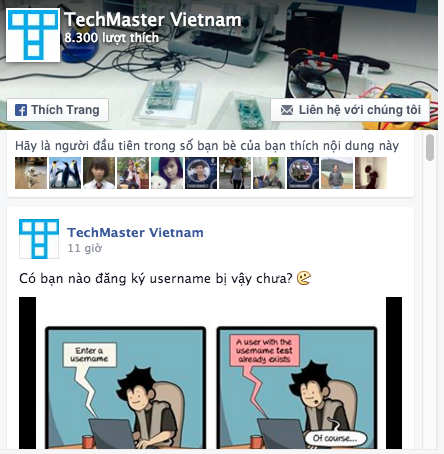 TechMaster Vietnam
8.300 lượt thích
Thích Trang
Liên hệ với chúng tôi
Hãy là người đầu tiên trong số bạn bè của bạn thích nội dung này
TechMaster Vietnam
11 giờ
Có bạn nào đăng ký username bị vậy chưa?
Enter a
username
A user with the
username test
already exists
Of course...